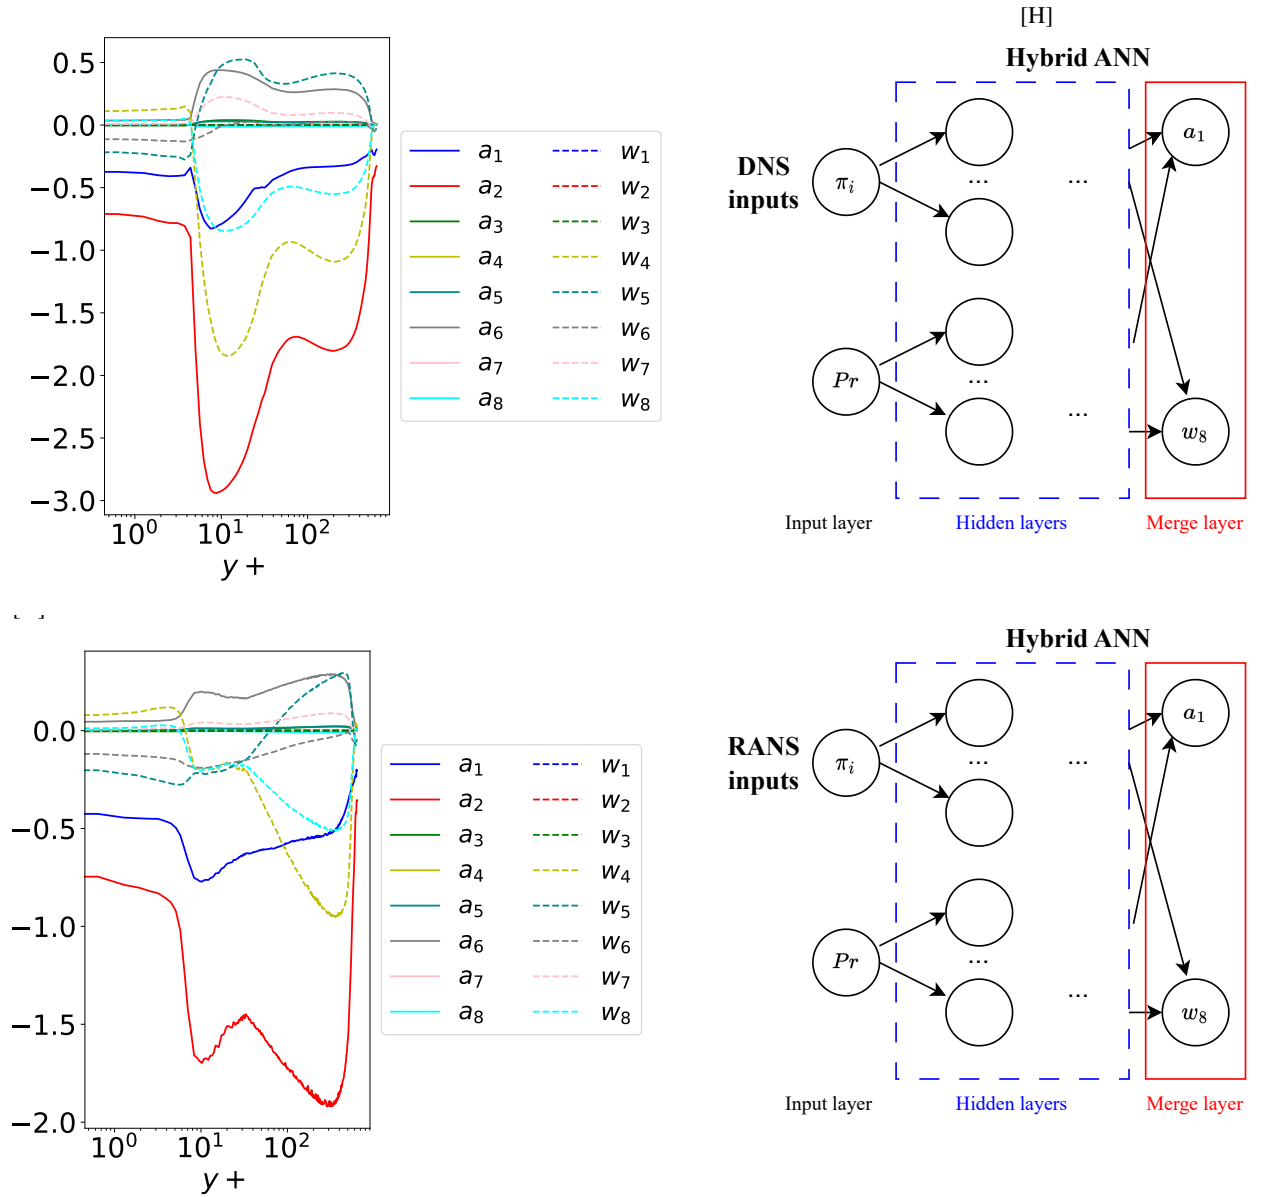 [H]
0.5
0.0
−0.5
−1.0
−1.5
−2.0
−2.5
−3.0
10⁰ 10¹ 10²
y +
a₁ w₁
a₂ w₂
a₃ w₃
a₄ w₄
a₅ w₅
a₆ w₆
a₇ w₇
a₈ w₈
Hybrid ANN
DNS
inputs
πᵢ
...
...
a₁
Pr
...
...
w₈
Input layer
Hidden layers
Merge layer
0.0
−0.5
−1.0
−1.5
−2.0
10⁰ 10¹ 10²
y +
a₁ w₁
a₂ w₂
a₃ w₃
a₄ w₄
a₅ w₅
a₆ w₆
a₇ w₇
a₈ w₈
Hybrid ANN
RANS
inputs
πᵢ
...
...
a₁
Pr
...
...
w₈
Input layer
Hidden layers
Merge layer